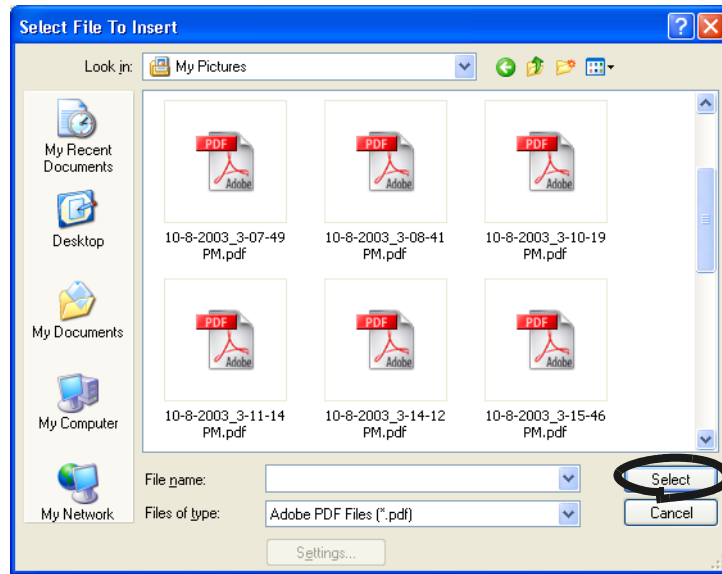 Select File To Insert
Look in: My Pictures
My Recent
Documents
Desktop
My Documents
My Computer
My Network
PDF Adobe PDF Adobe PDF Adobe
10-8-2003_3-07-49 10-8-2003_3-08-41 10-8-2003_3-10-19
PM.pdf PM.pdf PM.pdf
PDF Adobe PDF Adobe PDF Adobe
10-8-2003_3-11-14 10-8-2003_3-14-12 10-8-2003_3-15-46
PM.pdf PM.pdf PM.pdf
File name: Select
Files of type: Adobe PDF Files (*.pdf) Cancel
Settings...